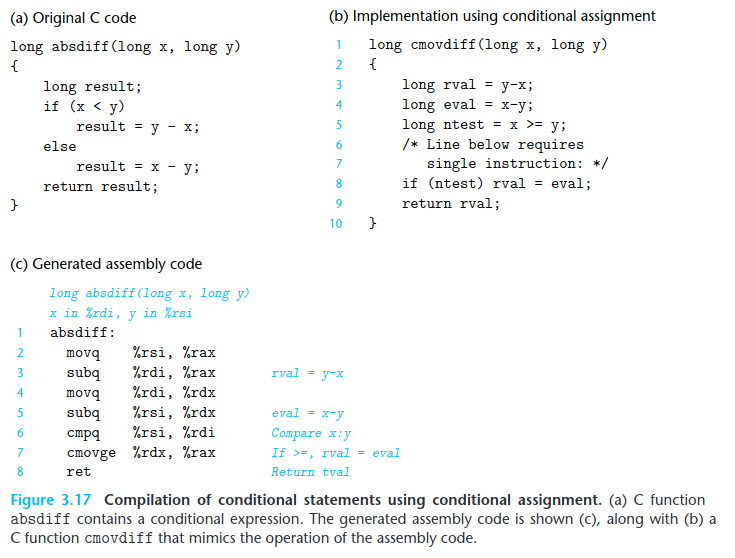 (a) Original C code
long absdiff(long x, long y)
{
    long result;
    if (x < y)
        result = y - x;
    else
        result = x - y;
    return result;
}
(b) Implementation using conditional assignment
1 long cmovdiff(long x, long y)
2 {
3     long rval = y-x;
4     long eval = x-y;
5     long ntest = x >= y;
6     /* Line below requires
7        single instruction: */
8     if (ntest) rval = eval;
9     return rval;
10 }
(c) Generated assembly code
long absdiff(long x, long y)
x in %rdi, y in %rsi
1 absdiff:
2   movq %rsi, %rax
3   subq %rdi, %rax rval = y-x
4   movq %rdi, %rdx
5   subq %rsi, %rdx eval = x-y
6   cmpq %rsi, %rdi Compare x:y
7   cmovge %rdx, %rax If >=, rval = eval
8   ret Return tval
Figure 3.17 Compilation of conditional statements using conditional assignment. (a) C function
absdiff contains a conditional expression. The generated assembly code is shown (c), along with (b) a
C function cmovdiff that mimics the operation of the assembly code.